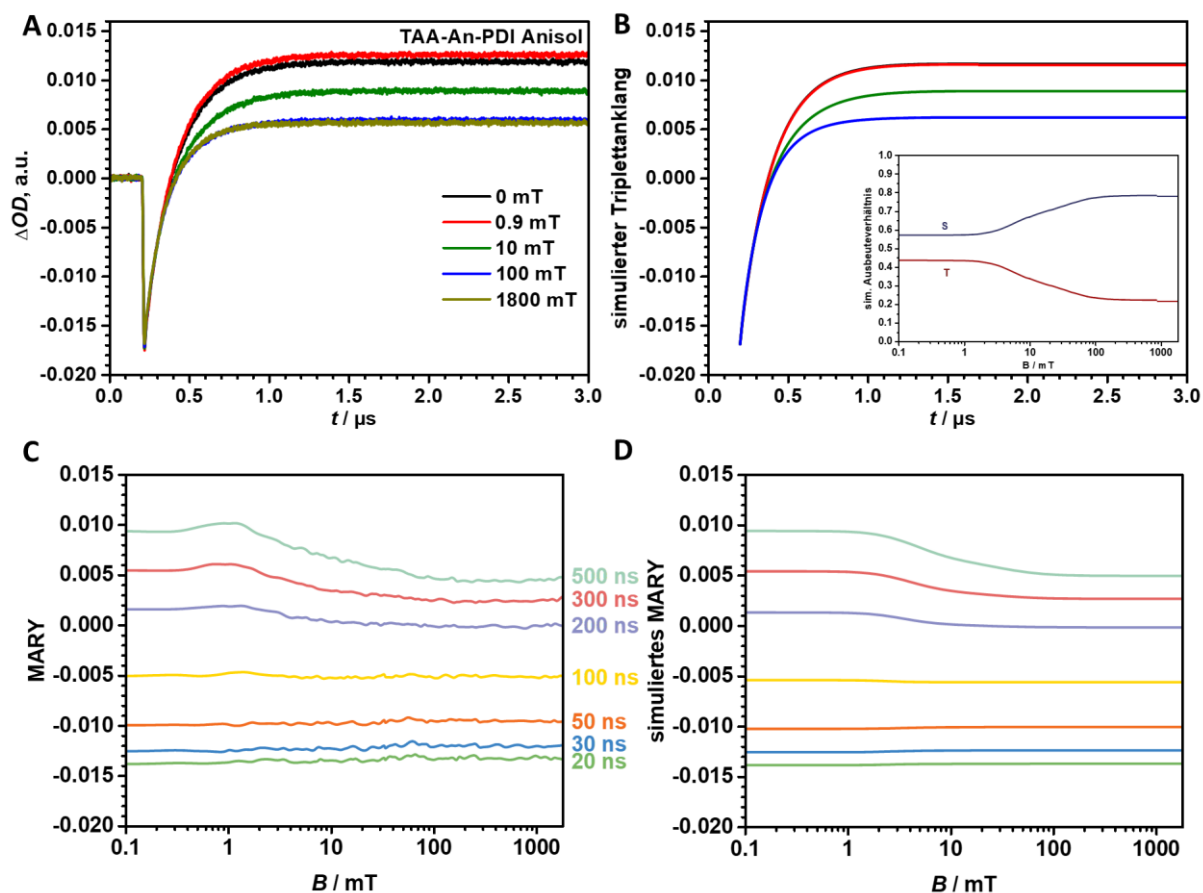 A
TAA-An-PDI Anisol
0.015
0.010
0.005
0.000
-0.005
-0.010
-0.015
-0.020
ΔOD, a.u.
0 mT
0.9 mT
10 mT
100 mT
1800 mT
0.0 0.5 1.0 1.5 2.0 2.5 3.0
t / µs
B
0.015
0.010
0.005
0.000
-0.005
-0.010
-0.015
-0.020
simulierter Triplettanklang
1.0
0.9
0.8
0.7
0.6
0.5
0.4
0.3
0.2
0.1
0.0
sim. Ausbeuteverhältnis
S
T
0.1 1 10 100 1000
B / mT
0.0 0.5 1.0 1.5 2.0 2.5 3.0
t / µs
C
0.015
0.010
0.005
0.000
-0.005
-0.010
-0.015
-0.020
MARY
500 ns
300 ns
200 ns
100 ns
50 ns
30 ns
20 ns
0.1 1 10 100 1000
B / mT
D
0.015
0.010
0.005
0.000
-0.005
-0.010
-0.015
-0.020
simuliertes MARY
0.1 1 10 100 1000
B / mT